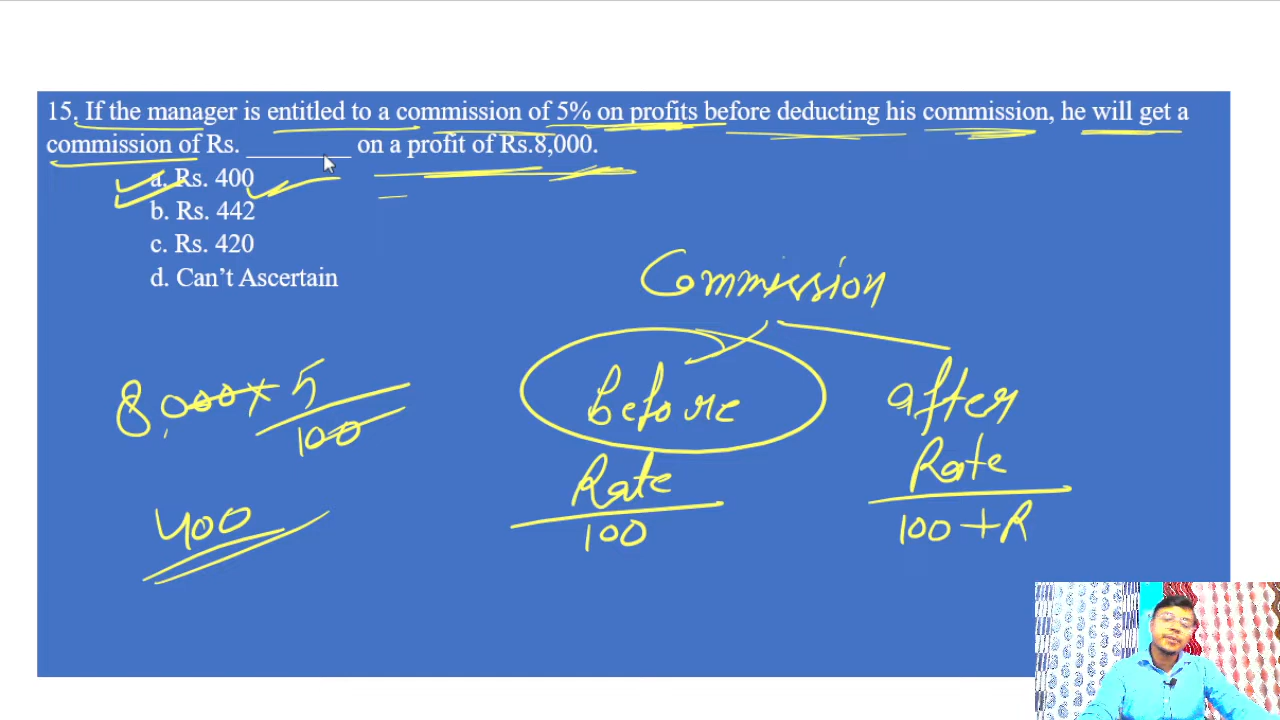 15. If the manager is entitled to a commission of 5% on profits before deducting his commission, he will get a
commission of Rs. ________ on a profit of Rs.8,000.
a. Rs. 400
b. Rs. 442
c. Rs. 420
d. Can’t Ascertain
Commission
before
after
8,000 × 5
100
400
Rate
100
Rate
100 + R